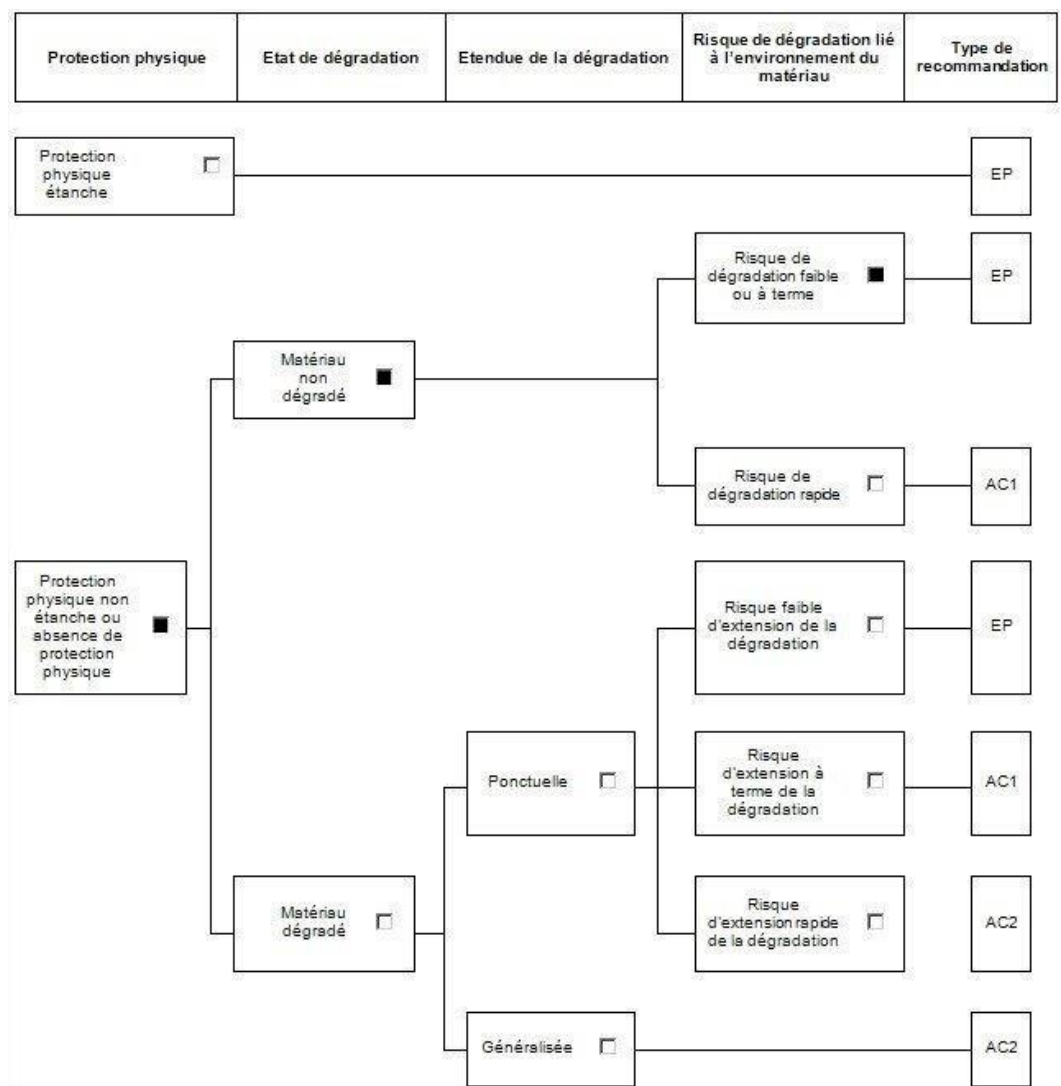 Protection physique
Etat de dégradation
Etendue de la dégradation
Risque de dégradation lié
à l'environnement du
matériau
Type de
recommandation
Protection
physique
étanche
EP
Risque de
dégradation faible
ou à terme
EP
Matériau
non
dégradé
Risque de
dégradation rapide
AC1
Protection
physique non
étanche ou
absence de
protection
physique
Risque faible
d'extension de la
dégradation
EP
Ponctuelle
Risque
d'extension à
terme de la
dégradation
AC1
Matériau
dégradé
Risque
d'extension rapide
de la dégradation
AC2
Généralisée
AC2